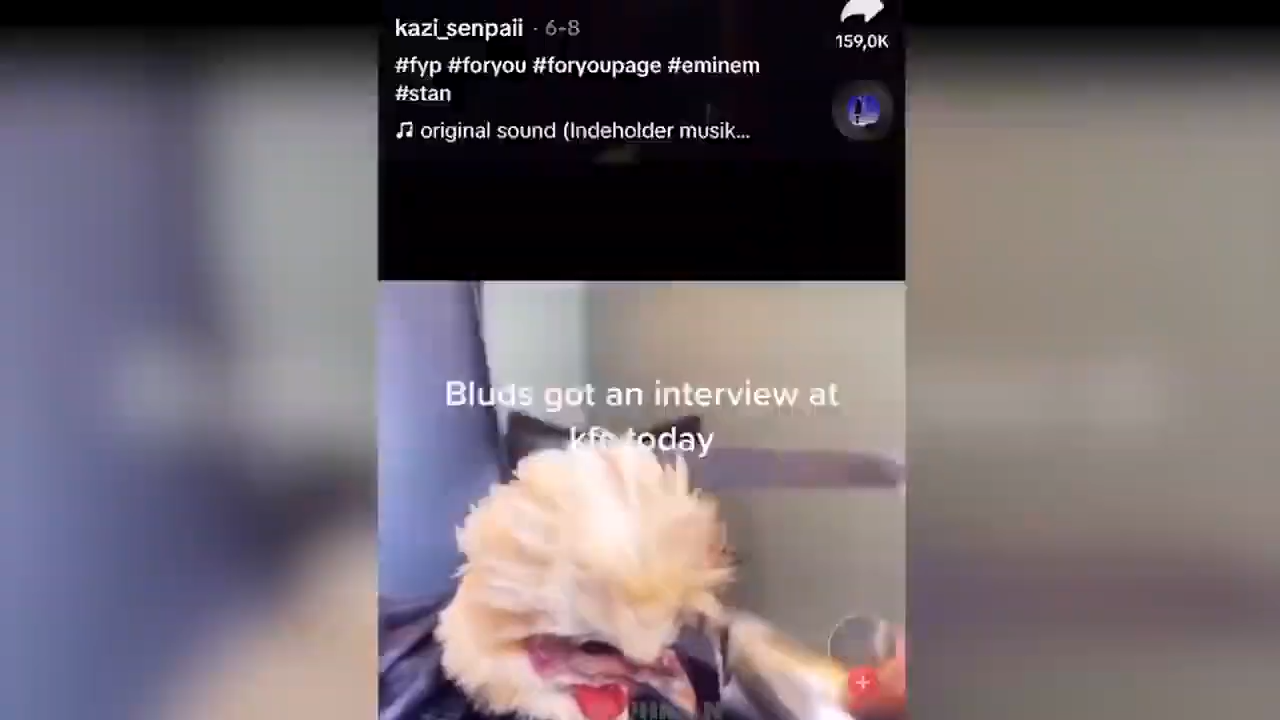 kazi_senpaii · 6-8
159,0K
#fyp #foryou #foryoupage #eminem
#stan
original sound (Indeholder musik...
Bluds got an interview at
kfc today